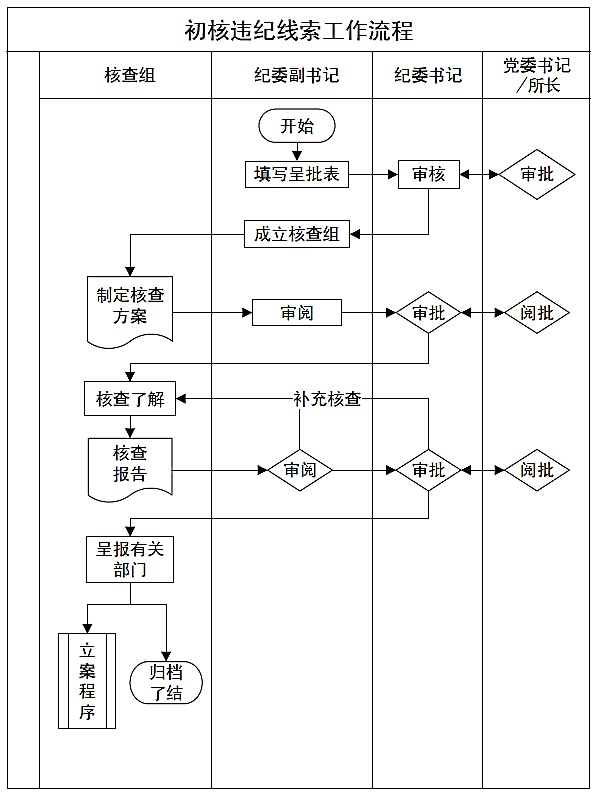 初核违纪线索工作流程
核查组
纪委副书记
纪委书记
党委书记
/所长
开始
填写呈批表
审核
审批
成立核查组
制定核查
方案
审阅
审批
阅批
核查了解
补充核查
核查
报告
审阅
审批
阅批
呈报有关
部门
立
案
程
序
归档
了结